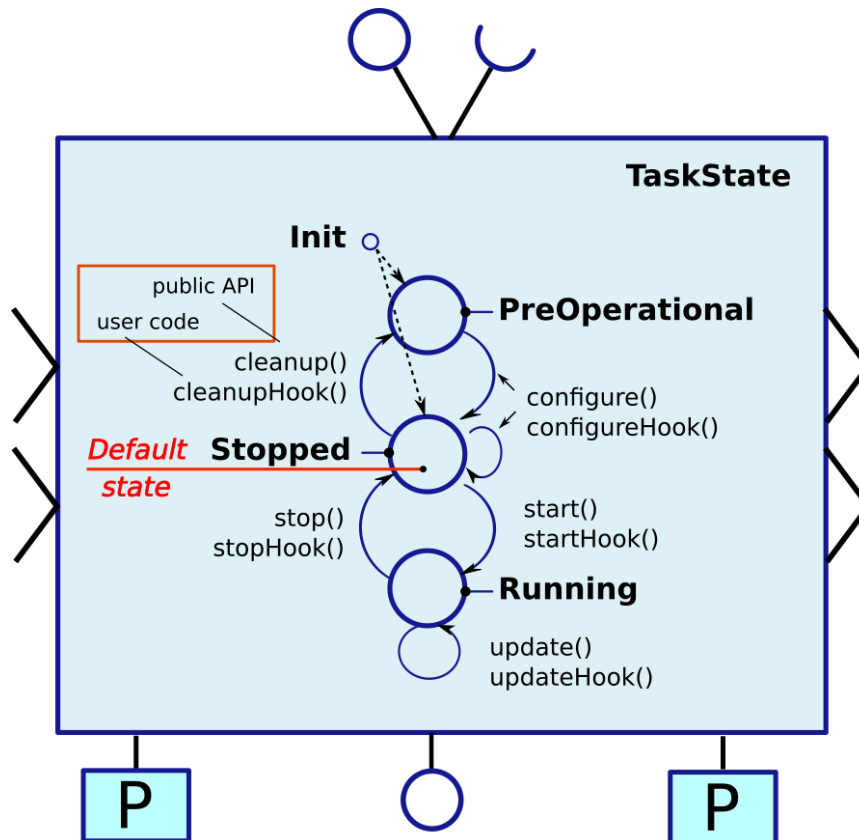 TaskState
Init
public API
user code
PreOperational
cleanup()
cleanupHook()
configure()
configureHook()
Default
state
Stopped
stop()
stopHook()
start()
startHook()
Running
update()
updateHook()
P
P